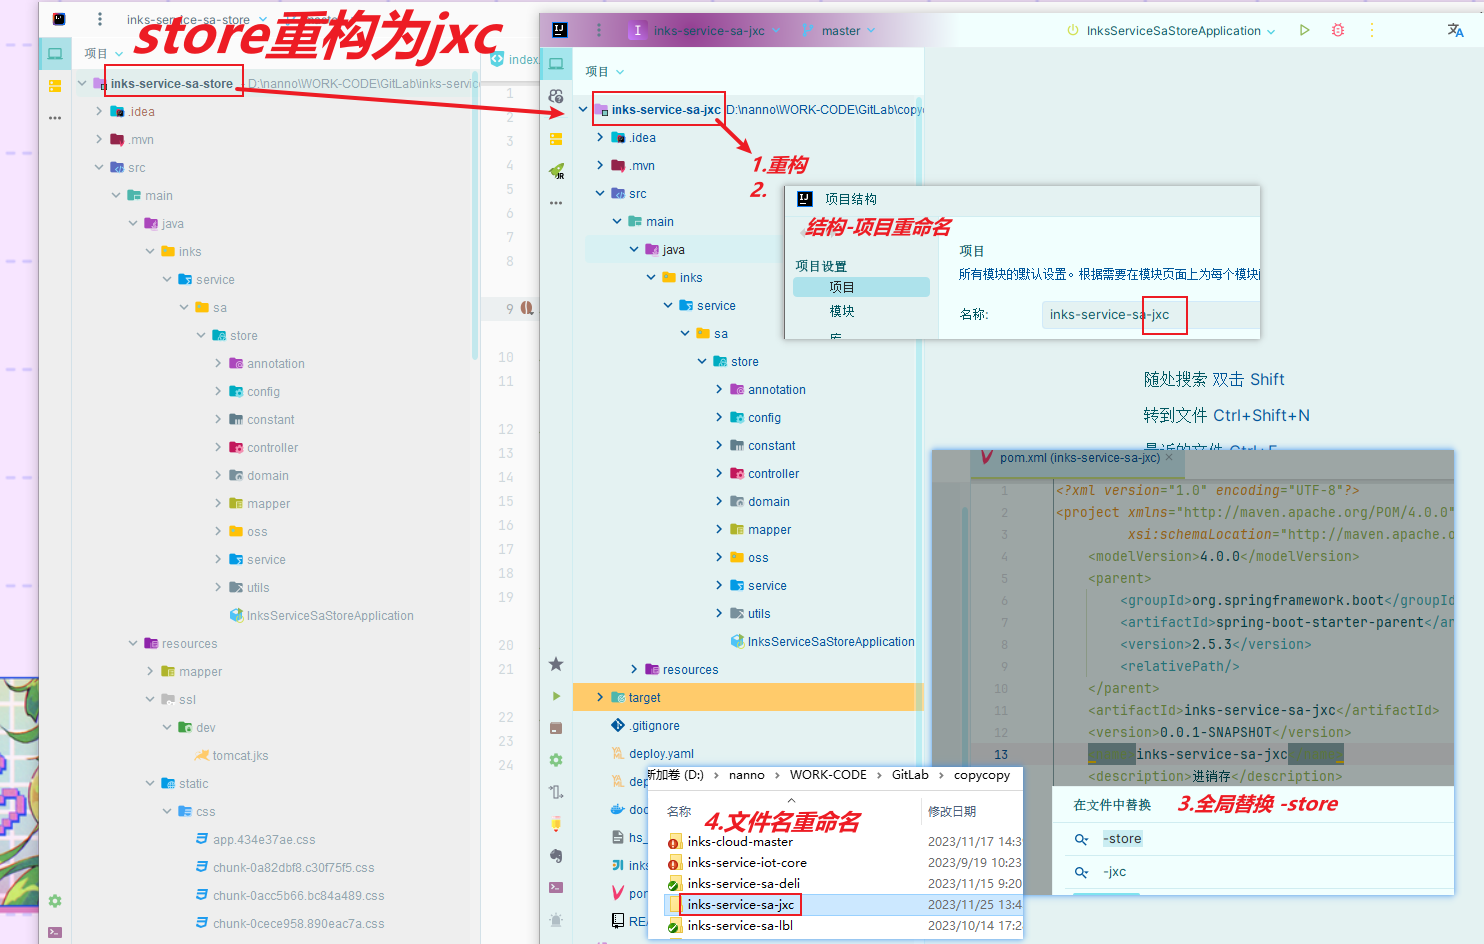 inks-service-sa-store
store重构为jxc
项目
inks-service-sa-store
D:\nanno\WORK-CODE\GitLab\inks-servic
.idea
.mvn
src
main
java
inks
service
sa
store
annotation
config
constant
controller
domain
mapper
oss
service
utils
InksServiceSaStoreApplication
resources
mapper
ssl
dev
tomcat.jks
static
css
app.434e37ae.css
chunk-0a82dbf8.c30f75f5.css
chunk-0acc5b66.bc84a489.css
chunk-0cece958.890eac7a.css
index.
1
2
3
4
5
6
7
8
9
10
11
12
13
14
15
16
17
18
19
20
21
22
23
24
I
inks-service-sa-jxc
master
InksServiceSaStoreApplication
项目
inks-service-sa-jxc
D:\nanno\WORK-CODE\GitLab\copyc
.idea
.mvn
src
main
java
inks
service
sa
store
annotation
config
constant
controller
domain
mapper
oss
service
utils
InksServiceSaStoreApplication
resources
target
.gitignore
deploy.yaml
dep
doc
hs_
inks
pon
REA
1.重构
2.
项目结构
结构-项目重命名
项目设置
项目
模块
库
项目
所有模块的默认设置。根据需要在模块页面上为每个模块
名称:
inks-service-sa-jxc
随处搜索 双击 Shift
转到文件 Ctrl+Shift+N
最近的文件 Ctrl+E
pom.xml (inks-service-sa-jxc)
1 <?xml version="1.0" encoding="UTF-8"?>
2 <project xmlns="http://maven.apache.org/POM/4.0.0"
3 xsi:schemaLocation="http://maven.apache.o
4 <modelVersion>4.0.0</modelVersion>
5 <parent>
6 <groupId>org.springframework.boot</groupId
7 <artifactId>spring-boot-starter-parent</ar
8 <version>2.5.3</version>
9 <relativePath/>
10 </parent>
11 <artifactId>inks-service-sa-jxc</artifactId>
12 <version>0.0.1-SNAPSHOT</version>
13 inks-service-sa-jxc
<description>进销存</description>
在文件中替换
3.全局替换 -store
-store
-jxc
新加卷 (D:) > nanno > WORK-CODE > GitLab > copycopy
名称
修改日期
4.文件名重命名
inks-cloud-master 2023/11/17 14:3
inks-service-iot-core 2023/9/19 10:23
inks-service-sa-deli 2023/11/15 9:20
inks-service-sa-jxc 2023/11/25 13:4
inks-service-sa-lbl 2023/10/14 17:2